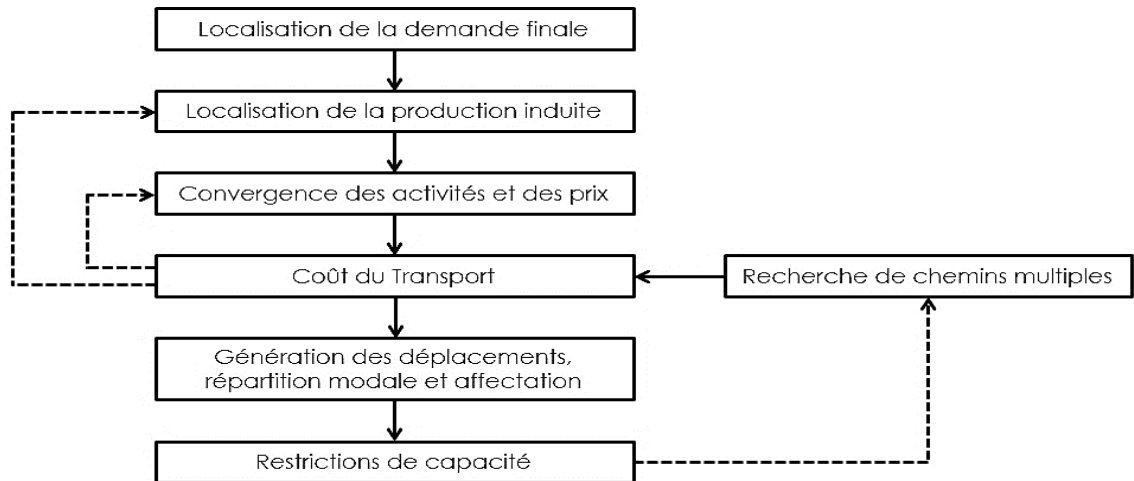 Localisation de la demande finale
Localisation de la production induite
Convergence des activités et des prix
Coût du Transport
Recherche de chemins multiples
Génération des déplacements,
répartition modale et affectation
Restrictions de capacité